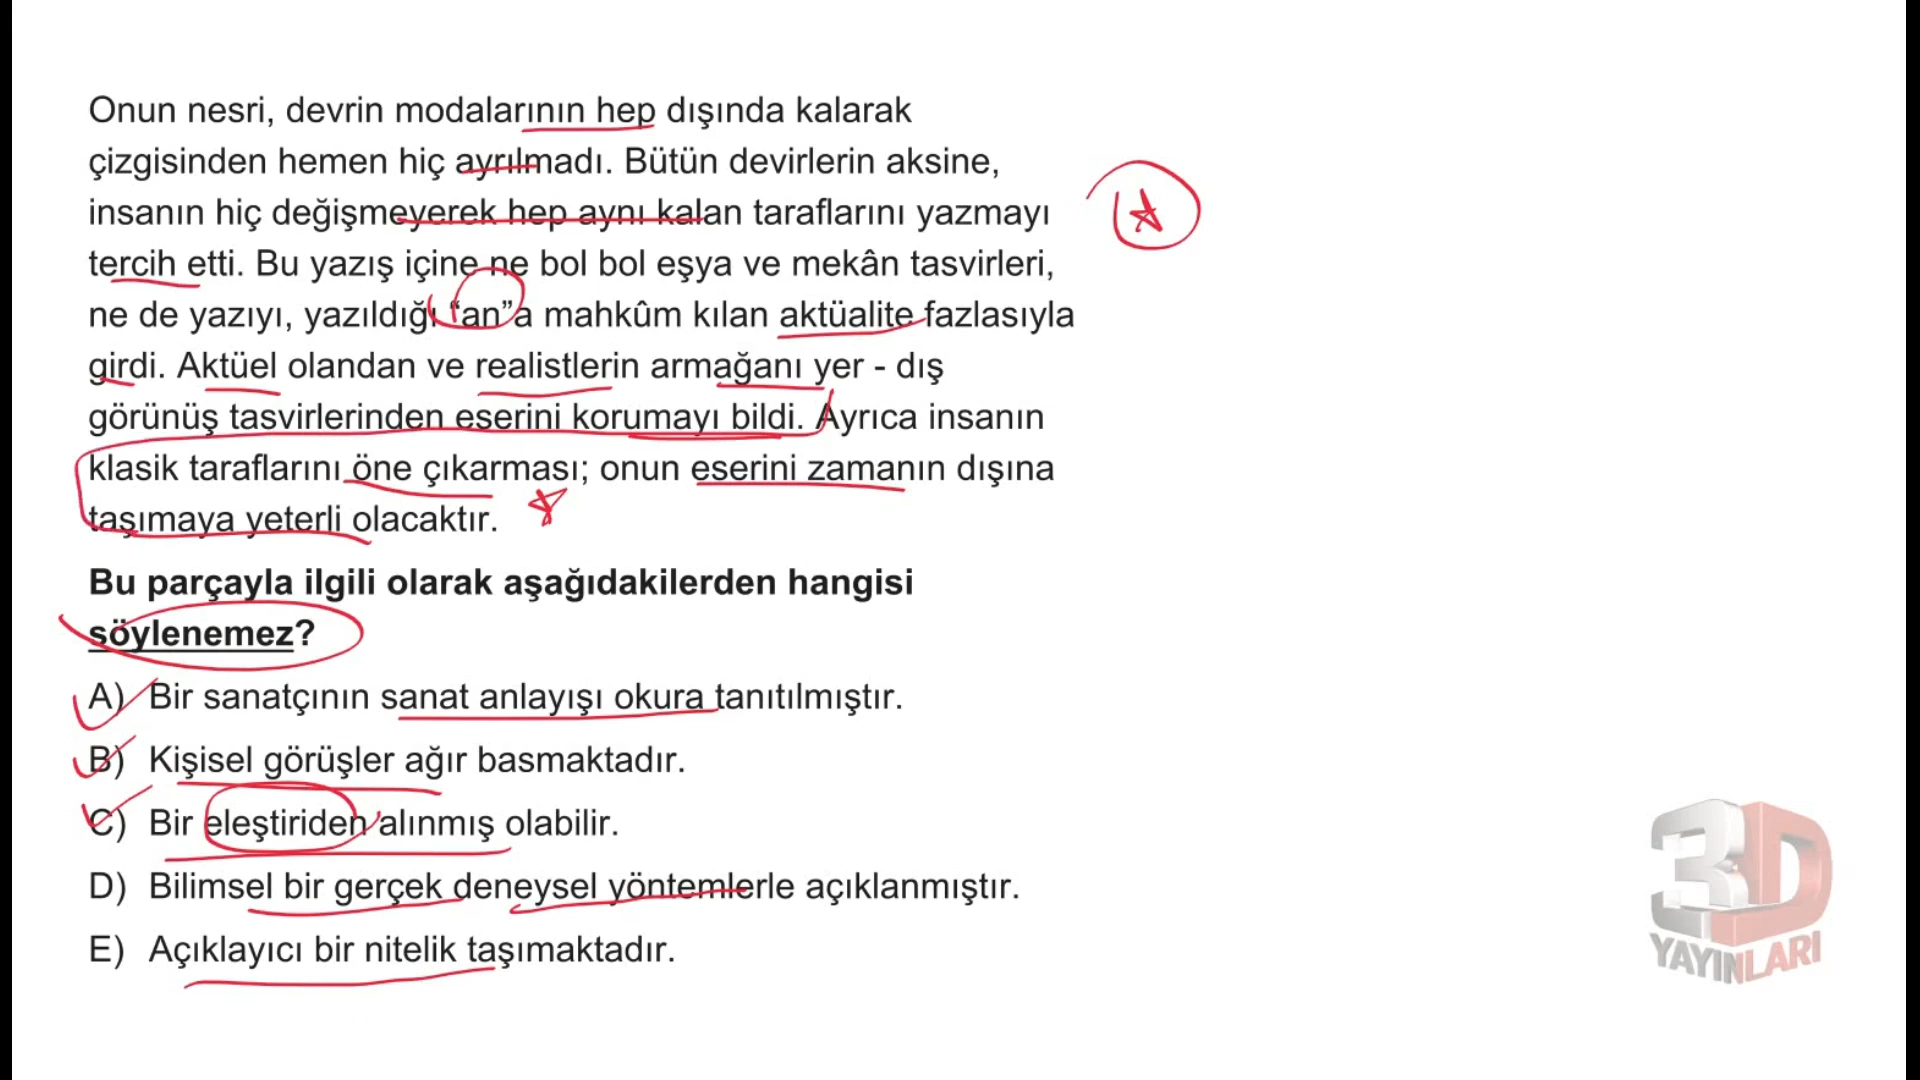 Onun nesri, devrin modalarının hep dışında kalarak
çizgisinden hemen hiç ayrılmadı. Bütün devirlerin aksine,
insanın hiç değişmeyerek hep aynı kalan taraflarını yazmayı
tercih etti. Bu yazış içine ne bol bol eşya ve mekân tasvirleri,
ne de yazıyı, yazıldığı “an”a mahkûm kılan aktüalite fazlasıyla
girdi. Aktüel olandan ve realistlerin armağanı yer - dış
görünüş tasvirlerinden eserini korumayı bildi. Ayrıca insanın
klasik taraflarını öne çıkarması; onun eserini zamanın dışına
taşımaya yeterli olacaktır.
Bu parçayla ilgili olarak aşağıdakilerden hangisi
söylenemez?
A) Bir sanatçının sanat anlayışı okura tanıtılmıştır.
B) Kişisel görüşler ağır basmaktadır.
C) Bir eleştiriden alınmış olabilir.
D) Bilimsel bir gerçek deneysel yöntemlerle açıklanmıştır.
E) Açıklayıcı bir nitelik taşımaktadır.
3D
YAYINLARI